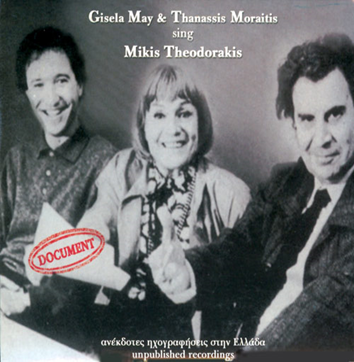 Gisela May & Thanassis Moraitis
sing
Mikis Theodorakis
DOCUMENT
ανέκδοτες ηχογραφήσεις στην Ελλάδα
unpublished recordings